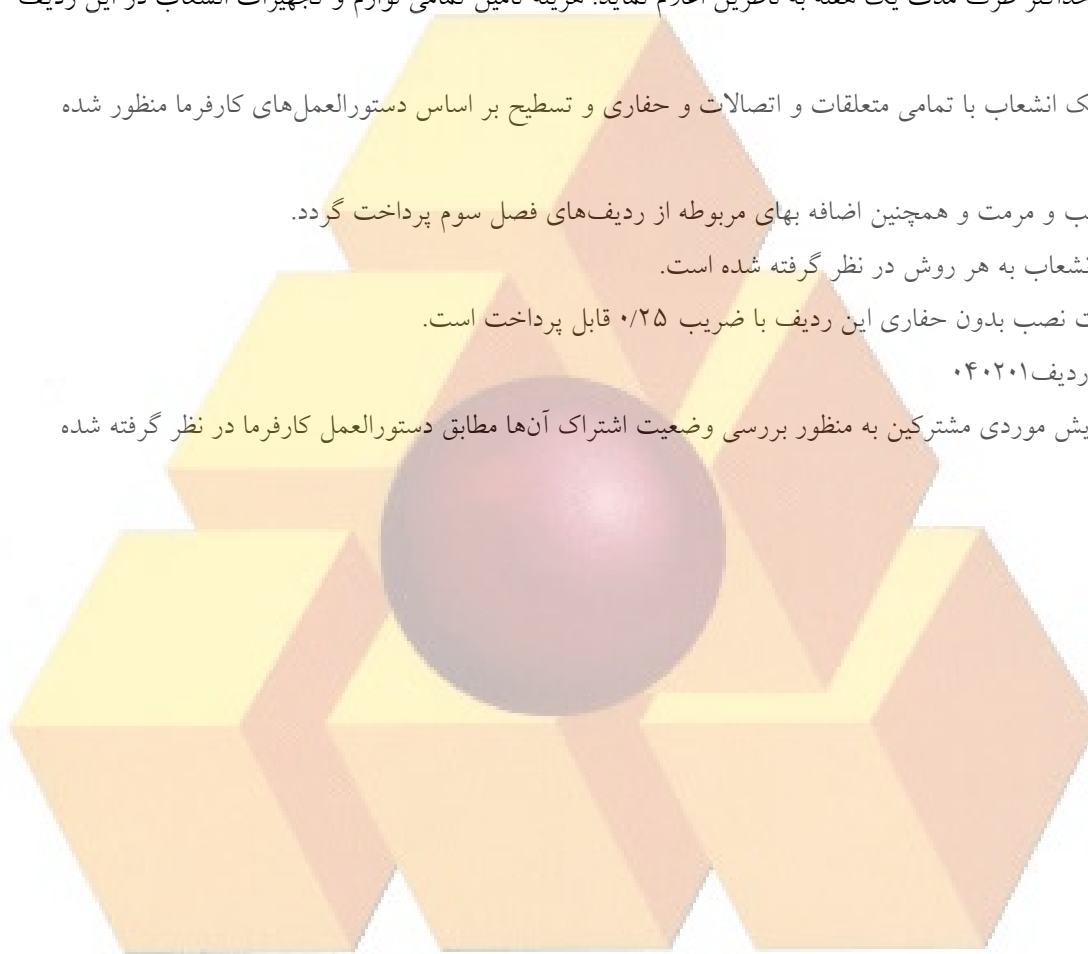 حداکثر ظرف مدت یک هفته به ناظرین اعلام نماید. هزینه تامین تمامی لوازم و تجهیزات انشعاب در این ردیف
ک انشعاب با تمامی متعلقات و اتصالات و حفاری و تسطیح بر اساس دستورالعمل‌های کارفرما منظور شده
ب و مرمت و همچنین اضافه بهای مربوطه از ردیف‌های فصل سوم پرداخت گردد.
نشعاب به هر روش در نظر گرفته شده است.
ت نصب بدون حفاری این ردیف با ضریب ۰/۲۵ قابل پرداخت است.
ردیف۰۴۰۲۰۱
یش موردی مشترکین به منظور بررسی وضعیت اشتراک آن‌ها مطابق دستورالعمل کارفرما در نظر گرفته شده